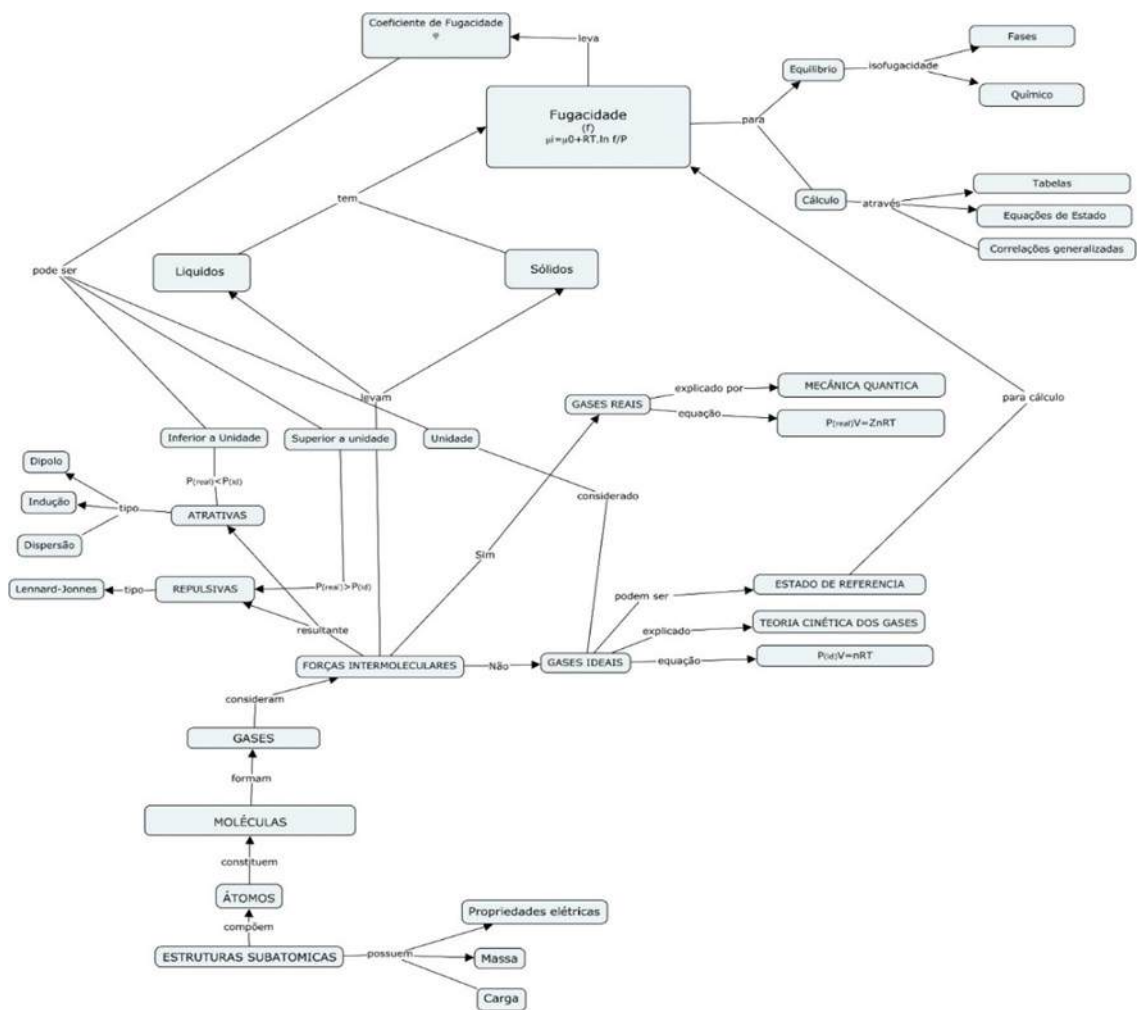 Coeficiente de Fugacidade
φ
leva
Fases
Equilíbrio
isofugacidade
Químico
Fugacidade
(f)
μi=μ0+RT.ln f/P
para
Tabelas
Cálculo
através
Equações de Estado
Correlações generalizadas
tem
Liquidos
Sólidos
pode ser
levam
explicado por
MECÂNICA QUANTICA
GASES REAIS
equação
P(real)V=ZnRT
para cálculo
Inferior a Unidade
Superior a unidade
Unidade
Dipolo
P(real)<P(id)
Indução
tipo
ATRATIVAS
considerado
Dispersão
Sim
Lennard-Jonnes
tipo
REPULSIVAS
P(real)>P(id)
podem ser
ESTADO DE REFERENCIA
resultante
explicado
TEORIA CINÉTICA DOS GASES
FORÇAS INTERMOLECULARES
Não
GASES IDEAIS
equação
P(id)V=nRT
consideram
GASES
formam
MOLÉCULAS
constituem
ÁTOMOS
compõem
Propriedades elétricas
ESTRUTURAS SUBATOMICAS
possuem
Massa
Carga